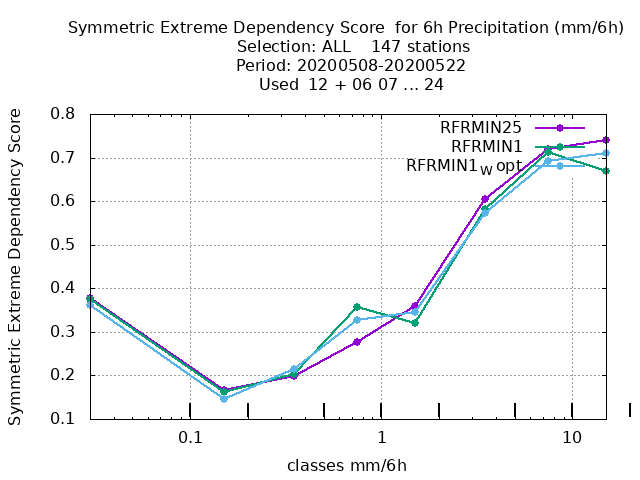 Symmetric Extreme Dependency Score for 6h Precipitation (mm/6h)
Selection: ALL 147 stations
Period: 20200508-20200522
Used 12 + 06 07 ... 24
Symmetric Extreme Dependency Score
0.8
0.7
0.6
0.5
0.4
0.3
0.2
0.1
RFRMIN25
RFRMIN1
RFRMIN1W opt
0.1
1
10
classes mm/6h